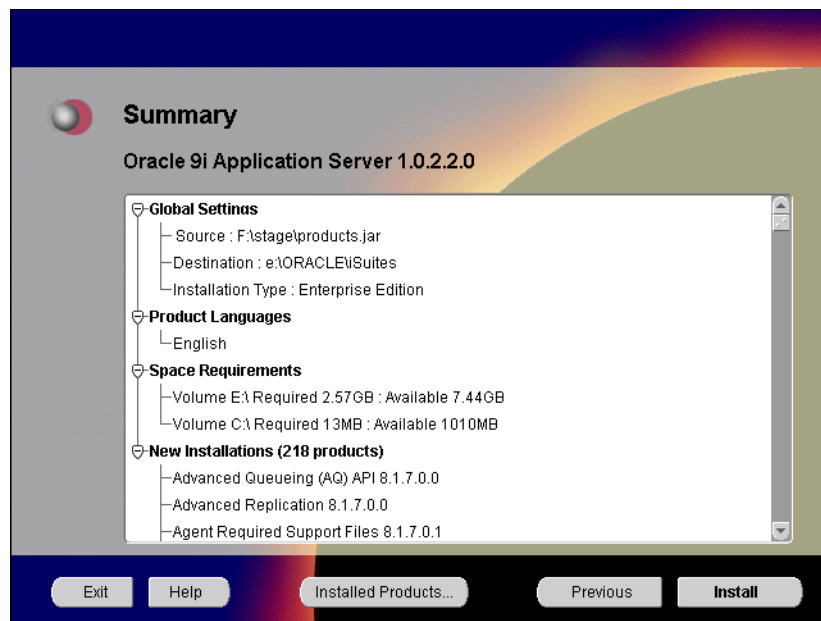 Summary
Oracle 9i Application Server 1.0.2.2.0
Global Settings
Source : F:\stage\products.jar
Destination : e:\ORACLE\iSuites
Installation Type : Enterprise Edition
Product Languages
English
Space Requirements
Volume E:\ Required 2.57GB : Available 7.44GB
Volume C:\ Required 13MB : Available 1010MB
New Installations (218 products)
Advanced Queueing (AQ) API 8.1.7.0.0
Advanced Replication 8.1.7.0.0
Agent Required Support Files 8.1.7.0.1
Exit Help Installed Products... Previous Install